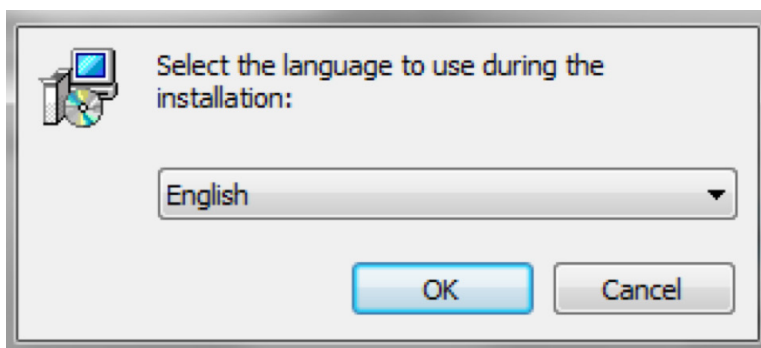 Select the language to use during the
installation:
English
OK
Cancel